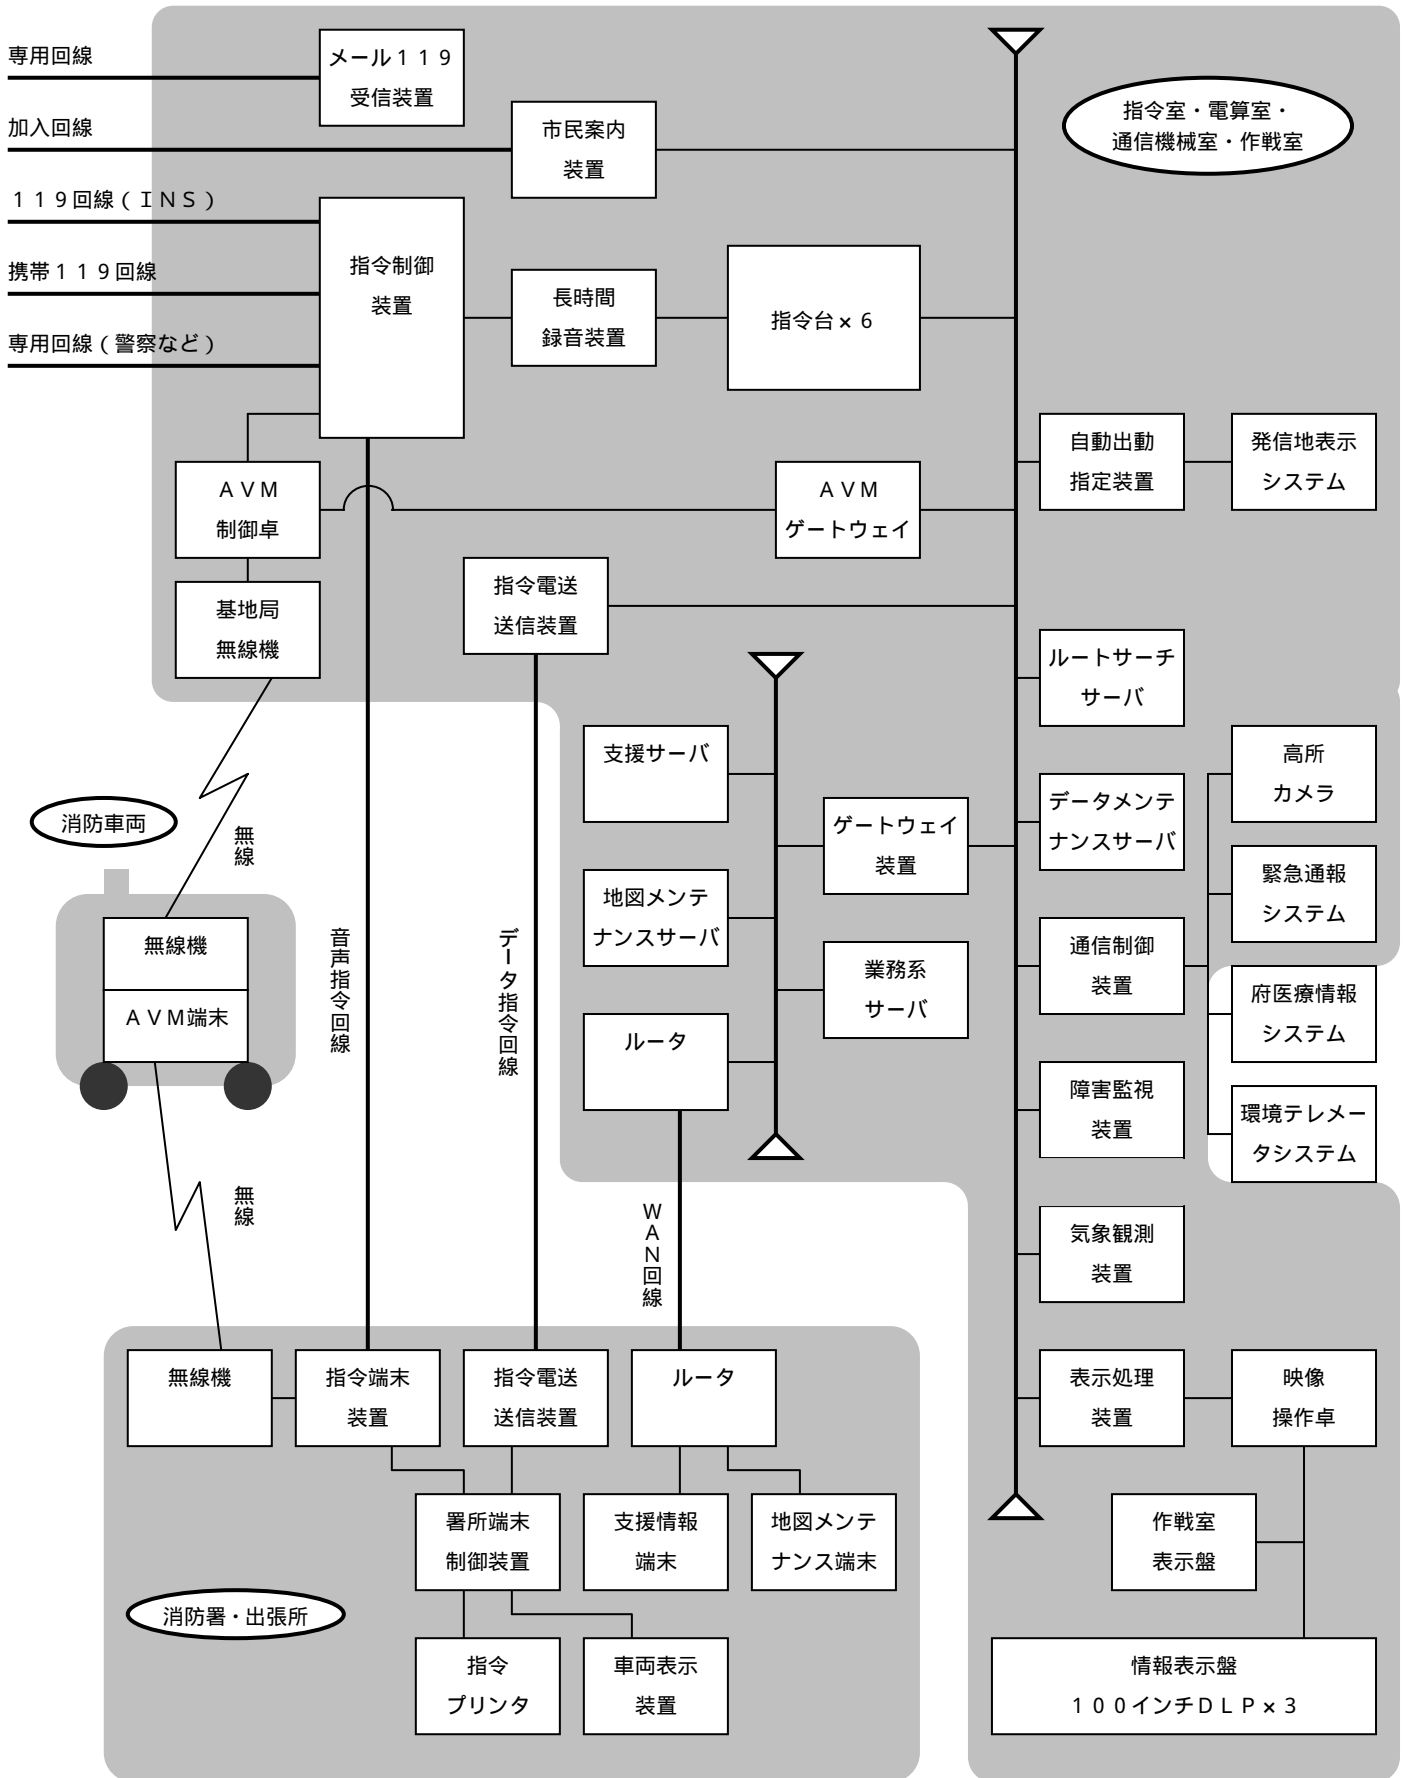 専用回線
メール１１９
受信装置
加入回線
市民案内
装置
指令室・電算室・
通信機械室・作戦室
１１９回線（ＩＮＳ）
携帯１１９回線
専用回線（警察など）
指令制御
装置
長時間
録音装置
指令台×６
自動出動
指定装置
発信地表示
システム
ＡＶＭ
制御卓
ＡＶＭ
ゲートウェイ
基地局
無線機
指令電送
送信装置
ルートサーチ
サーバ
支援サーバ
高所
カメラ
データメンテ
ナンスサーバ
ゲートウェイ
装置
消防車両
無線
緊急通報
システム
地図メンテ
ナンスサーバ
通信制御
装置
無線機
ＡＶＭ端末
音声指令回線
データ指令回線
業務系
サーバ
府医療情報
システム
ルータ
障害監視
装置
環境テレメー
タシステム
無線
ＷＡＮ回線
気象観測
装置
無線機
指令端末
装置
指令電送
送信装置
ルータ
表示処理
装置
映像
操作卓
署所端末
制御装置
支援情報
端末
地図メンテ
ナンス端末
作戦室
表示盤
消防署・出張所
指令
プリンタ
車両表示
装置
情報表示盤
１００インチＤＬＰ×３